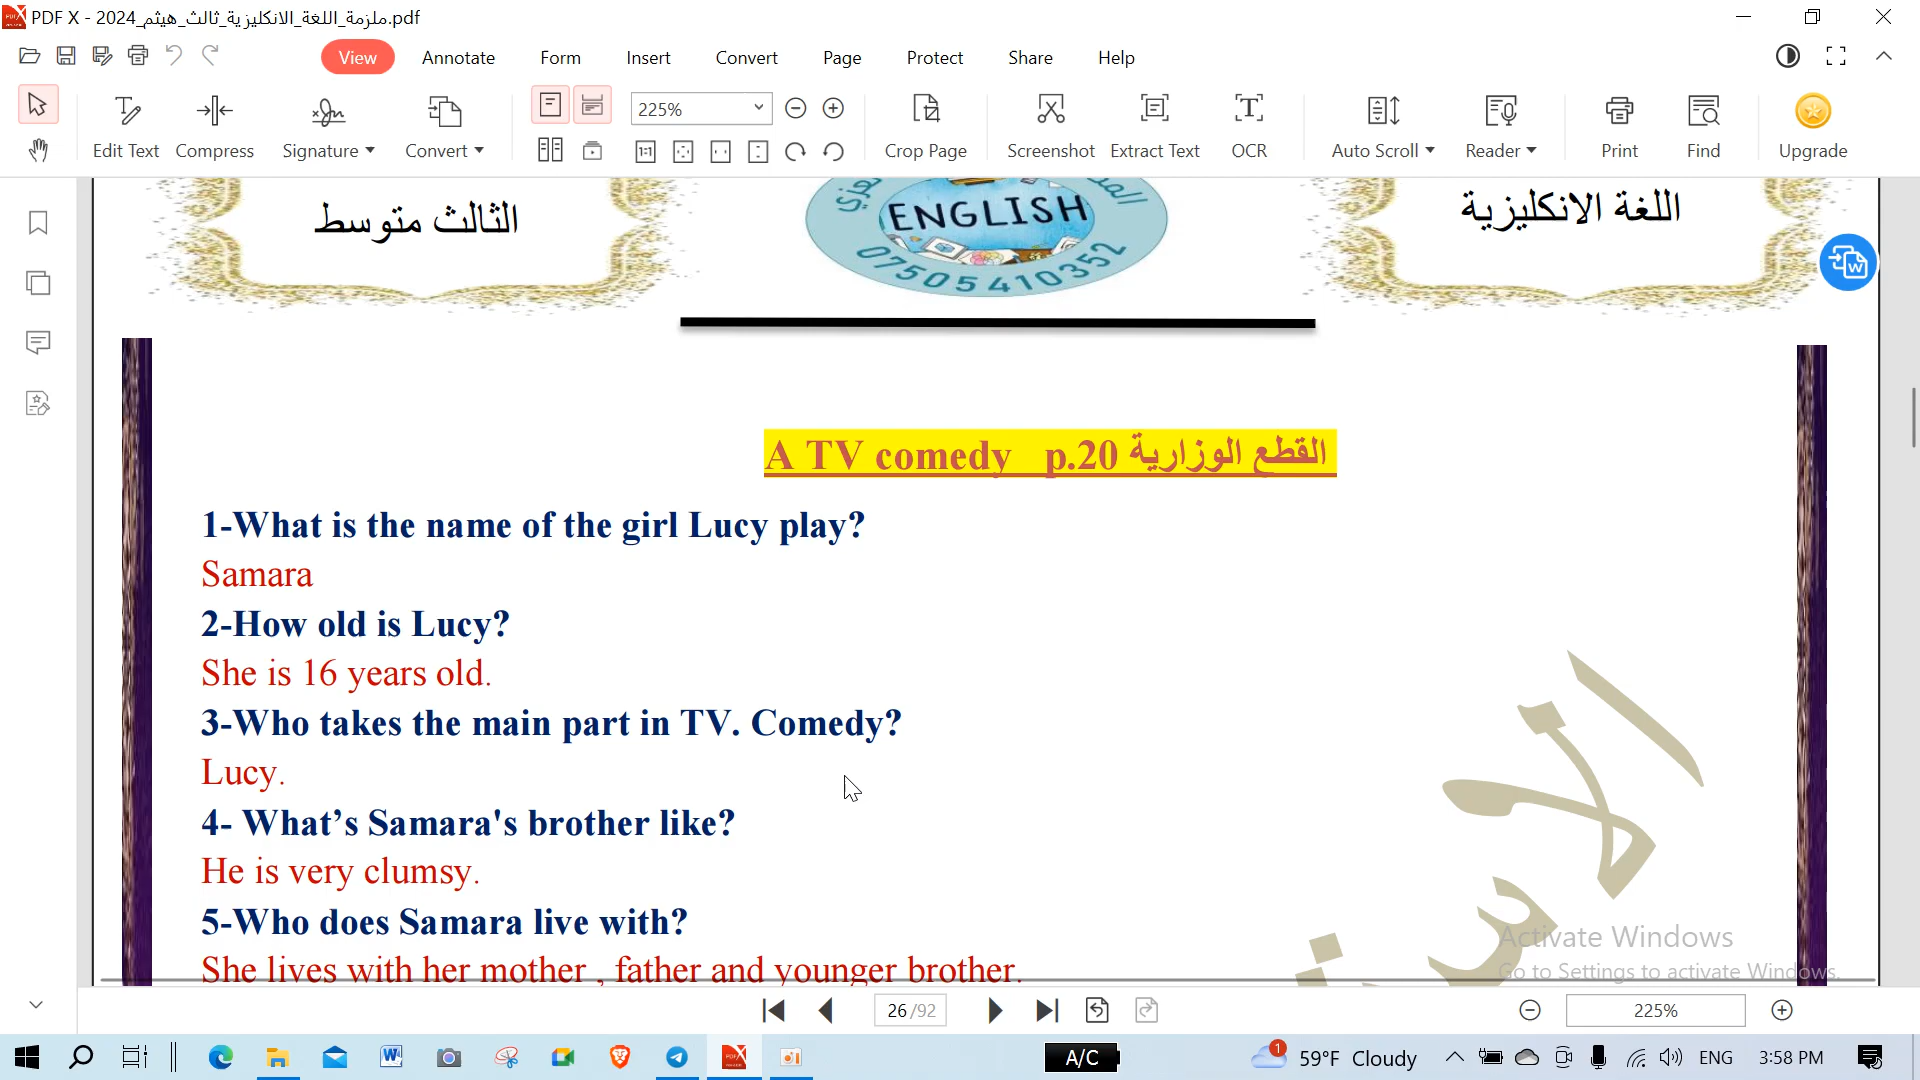 PDF X - ملزمة_اللغة_الانكليزية_ثالث_هيثم_2024.pdf
View Annotate Form Insert Convert Page Protect Share Help
225%
Edit Text Compress Signature Convert Crop Page Screenshot Extract Text OCR Auto Scroll Reader Print Find Upgrade
الثالث متوسط
ENGLISH
07505410352
اللغة الانكليزية
A TV comedy p.20 القطع الوزارية
1-What is the name of the girl Lucy play?
Samara
2-How old is Lucy?
She is 16 years old.
3-Who takes the main part in TV. Comedy?
Lucy.
4- What’s Samara's brother like?
He is very clumsy.
5-Who does Samara live with?
She lives with her mother , father and younger brother.
Activate Windows
Go to Settings to activate Windows.
26 /92
225%
A/C
1
59°F Cloudy
ENG
3:58 PM